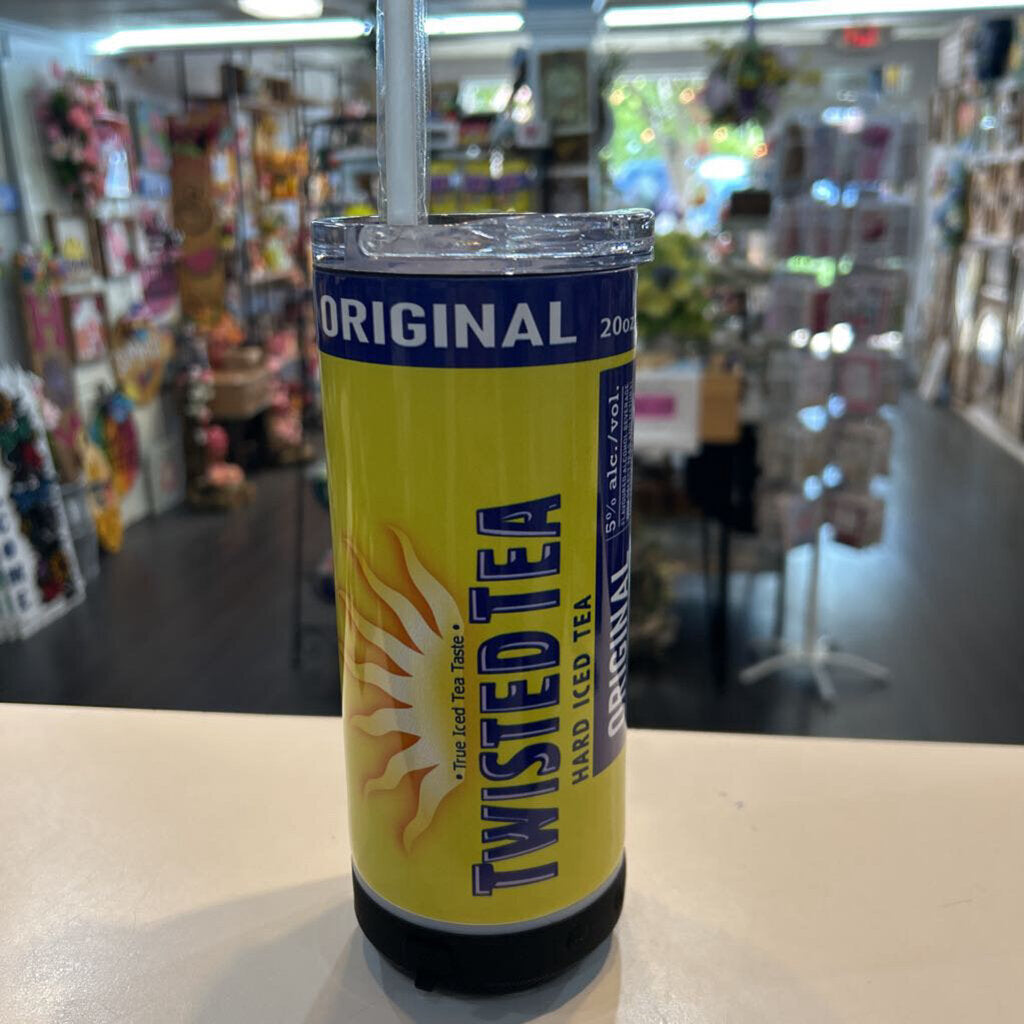 ORIGINAL
20oz
•True Iced Tea Taste•
TWISTED TEA
HARD ICED TEA
ORIGINAL
5% alc./vol.